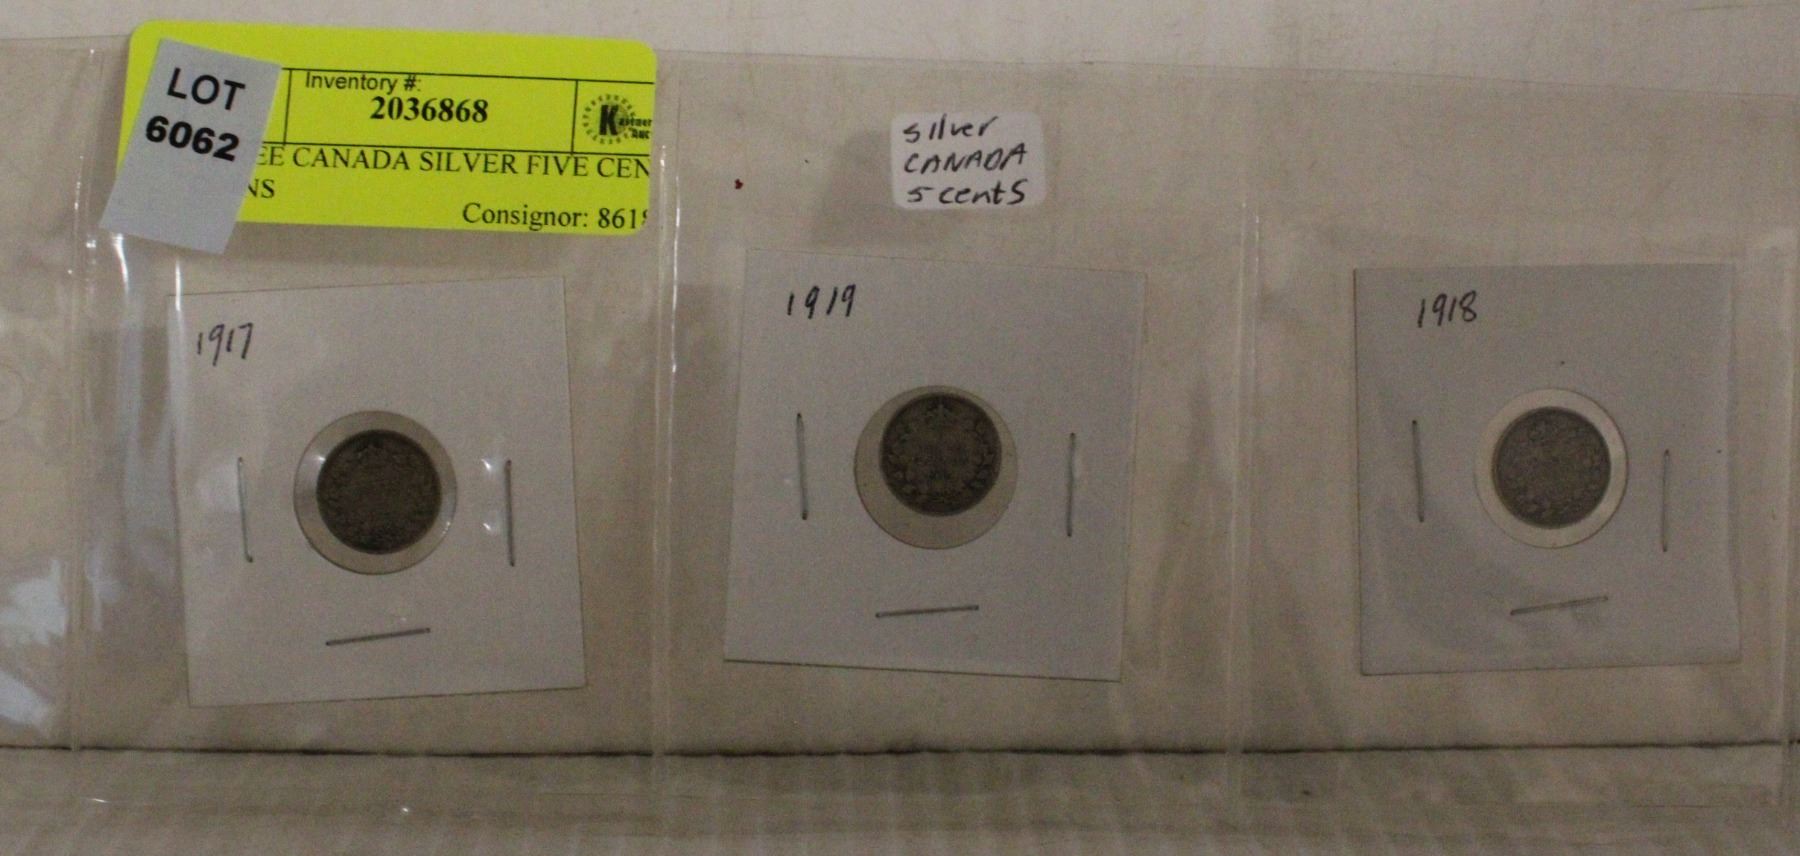 LOT
6062
Inventory #:
2036868
EE CANADA SILVER FIVE CEN
NS
Consignor: 861
silver
CANADA
5 cents
1917
1919
1918